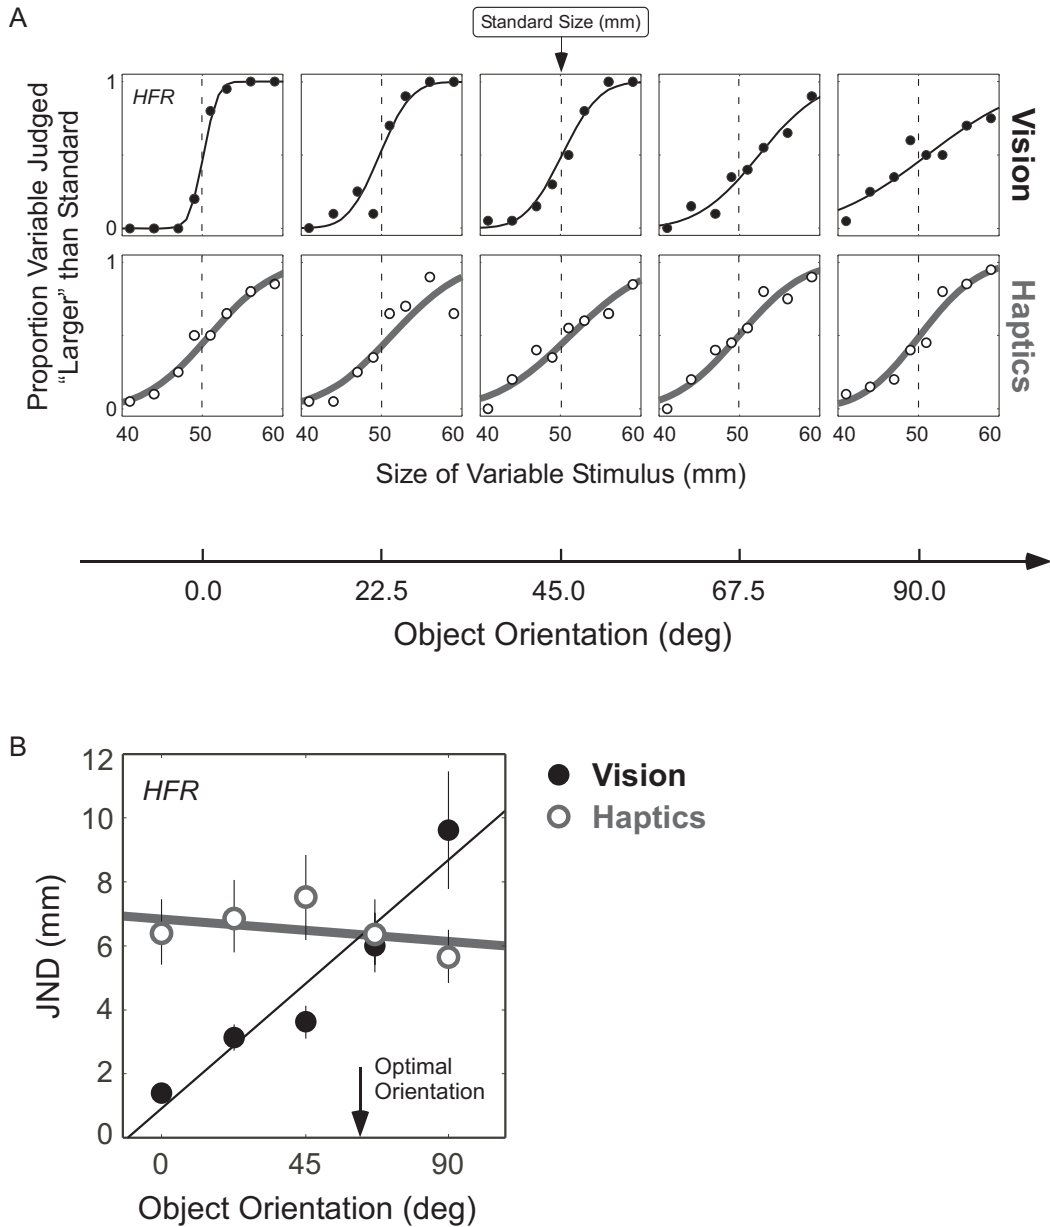 A
Standard Size (mm)
Proportion Variable Judged
“Larger” than Standard
1
0
HFR
Vision
1
0
Haptics
40 50 60 40 50 60 40 50 60 40 50 60 40 50 60
Size of Variable Stimulus (mm)
0.0 22.5 45.0 67.5 90.0
Object Orientation (deg)
B
12
10
8
6
4
2
0
JND (mm)
HFR
Vision
Haptics
Optimal
Orientation
0 45 90
Object Orientation (deg)